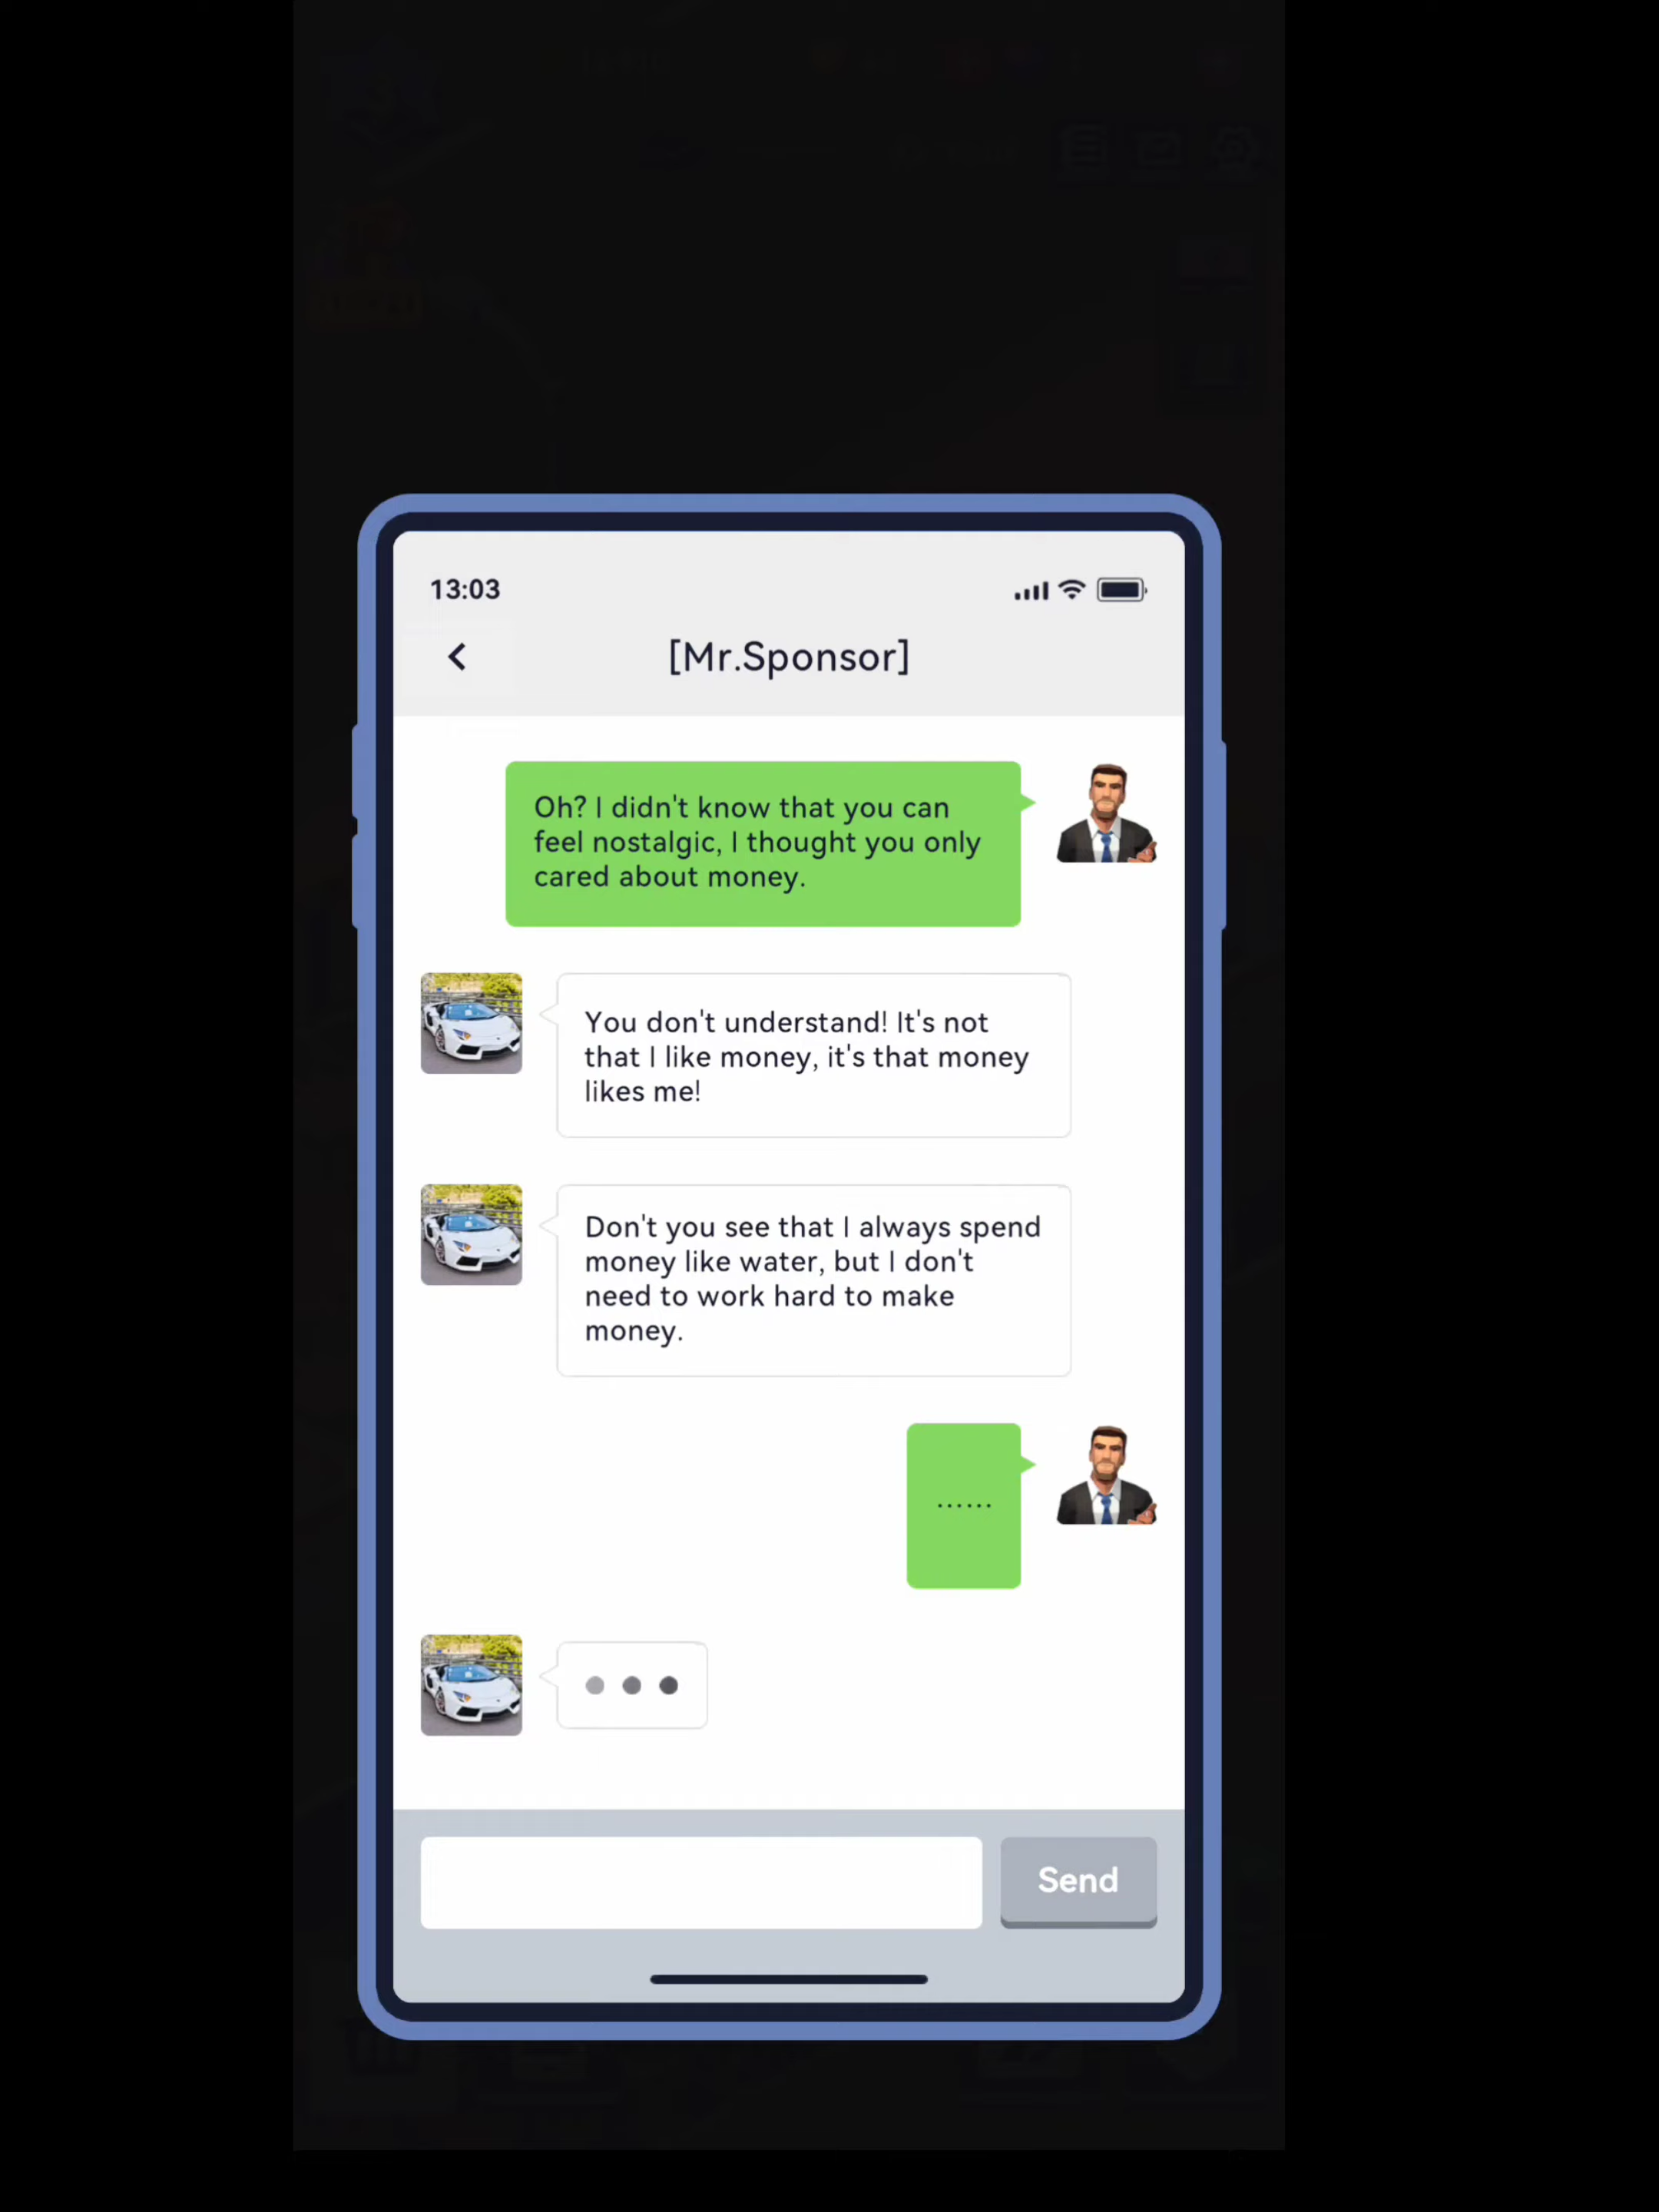 13:03
[Mr.Sponsor]
Oh? I didn't know that you can
feel nostalgic, I thought you only
cared about money.
You don't understand! It's not
that I like money, it's that money
likes me!
Don't you see that I always spend
money like water, but I don't
need to work hard to make
money.
......
Send